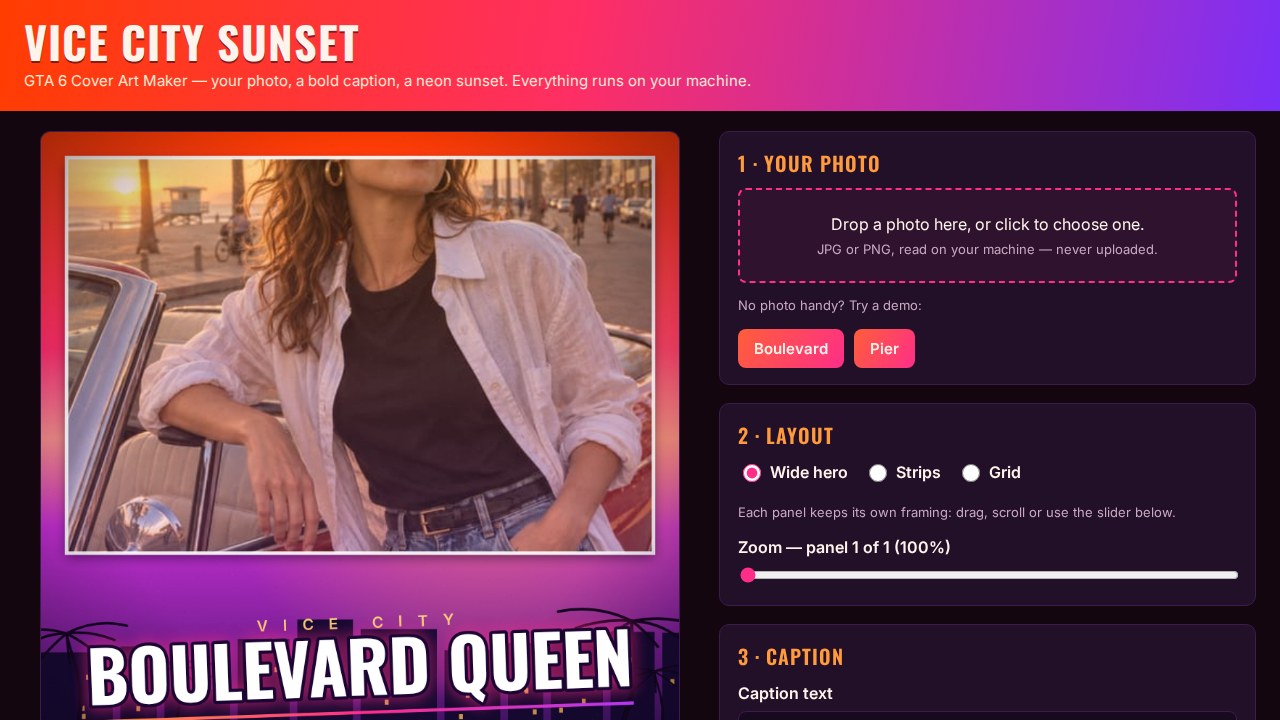 VICE CITY SUNSET
GTA 6 Cover Art Maker — your photo, a bold caption, a neon sunset. Everything runs on your machine.
VICE CITY
BOULEVARD QUEEN
1 · YOUR PHOTO
Drop a photo here, or click to choose one.
JPG or PNG, read on your machine — never uploaded.
No photo handy? Try a demo:
Boulevard
Pier
2 · LAYOUT
Wide hero
Strips
Grid
Each panel keeps its own framing: drag, scroll or use the slider below.
Zoom — panel 1 of 1 (100%)
3 · CAPTION
Caption text